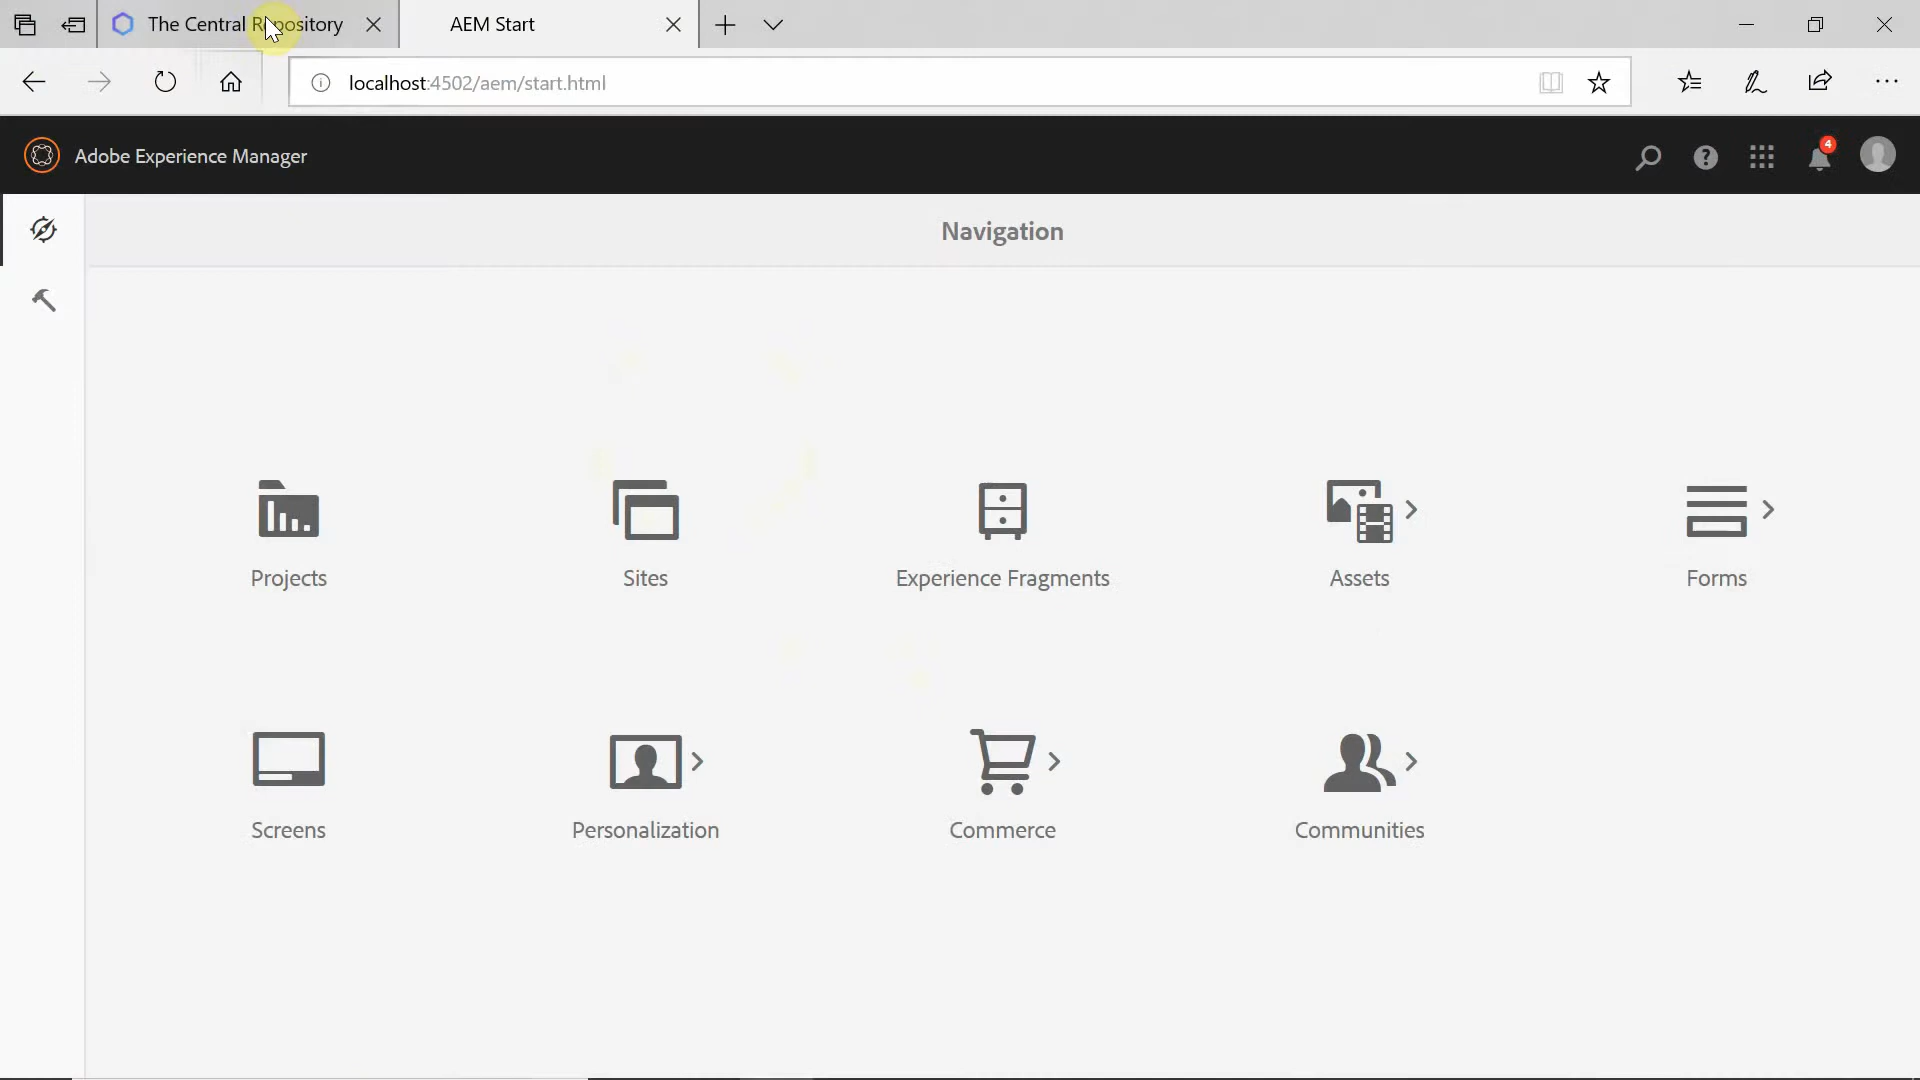 The Central Repository
AEM Start
localhost:4502/aem/start.html
Adobe Experience Manager
4
Navigation
Projects
Sites
Experience Fragments
Assets
Forms
Screens
Personalization
Commerce
Communities